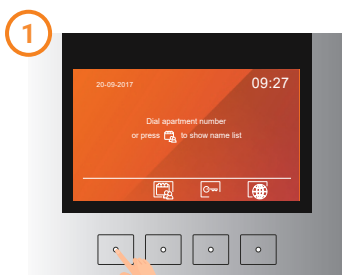 1
20-09-2017
09:27
Dial apartment number
or press to show name list